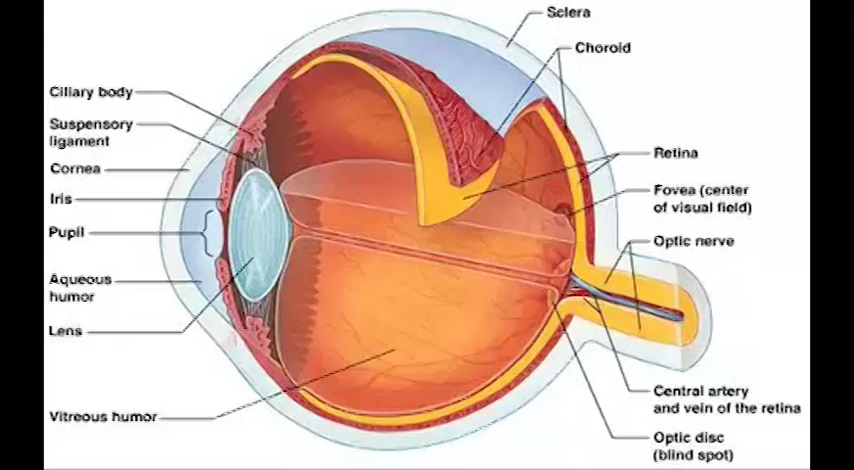 Sclera
Choroid
Ciliary body
Suspensory
ligament
Cornea
Iris
Pupil
Aqueous
humor
Lens
Vitreous humor
Retina
Fovea (center
of visual field)
Optic nerve
Central artery
and vein of the retina
Optic disc
(blind spot)